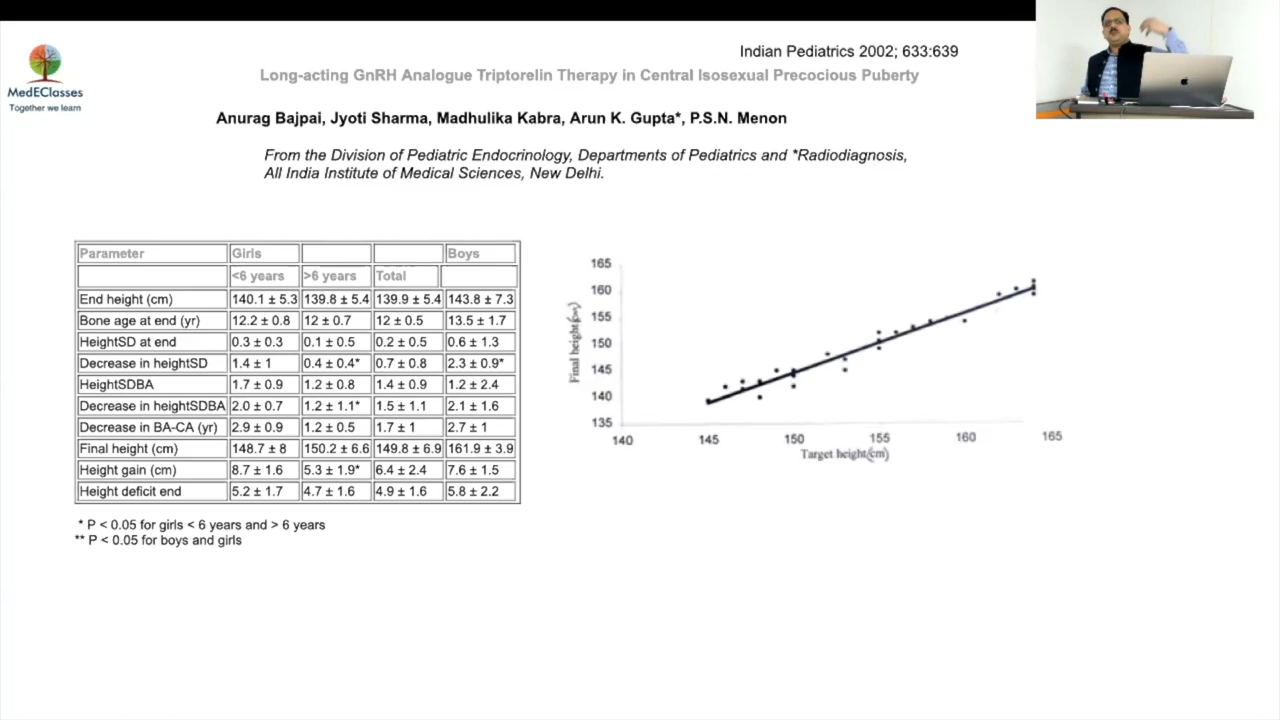 Indian Pediatrics 2002; 633:639
MedEClasses
Together we learn
Long-acting GnRH Analogue Triptorelin Therapy in Central Isosexual Precocious Puberty
Anurag Bajpai, Jyoti Sharma, Madhulika Kabra, Arun K. Gupta*, P.S.N. Menon
From the Division of Pediatric Endocrinology, Departments of Pediatrics and *Radiodiagnosis,
All India Institute of Medical Sciences, New Delhi.
Parameter Girls Boys
<6 years >6 years Total
End height (cm) 140.1 ± 5.3 139.8 ± 5.4 139.9 ± 5.4 143.8 ± 7.3
Bone age at end (yr) 12.2 ± 0.8 12 ± 0.7 12 ± 0.5 13.5 ± 1.7
HeightSD at end 0.3 ± 0.3 0.1 ± 0.5 0.2 ± 0.5 0.6 ± 1.3
Decrease in heightSD 1.4 ± 1 0.4 ± 0.4* 0.7 ± 0.8 2.3 ± 0.9*
HeightSDBA 1.7 ± 0.9 1.2 ± 0.8 1.4 ± 0.9 1.2 ± 2.4
Decrease in heightSDBA 2.0 ± 0.7 1.2 ± 1.1* 1.5 ± 1.1 2.1 ± 1.6
Decrease in BA-CA (yr) 2.9 ± 0.9 1.2 ± 0.5 1.7 ± 1 2.7 ± 1
Final height (cm) 148.7 ± 8 150.2 ± 6.6 149.8 ± 6.9 161.9 ± 3.9
Height gain (cm) 8.7 ± 1.6 5.3 ± 1.9* 6.4 ± 2.4 7.6 ± 1.5
Height deficit end 5.2 ± 1.7 4.7 ± 1.6 4.9 ± 1.6 5.8 ± 2.2
* P < 0.05 for girls < 6 years and > 6 years
** P < 0.05 for boys and girls
165
160
155
150
145
140
135
Final height(cm)
140 145 150 155 160 165
Target height(cm)